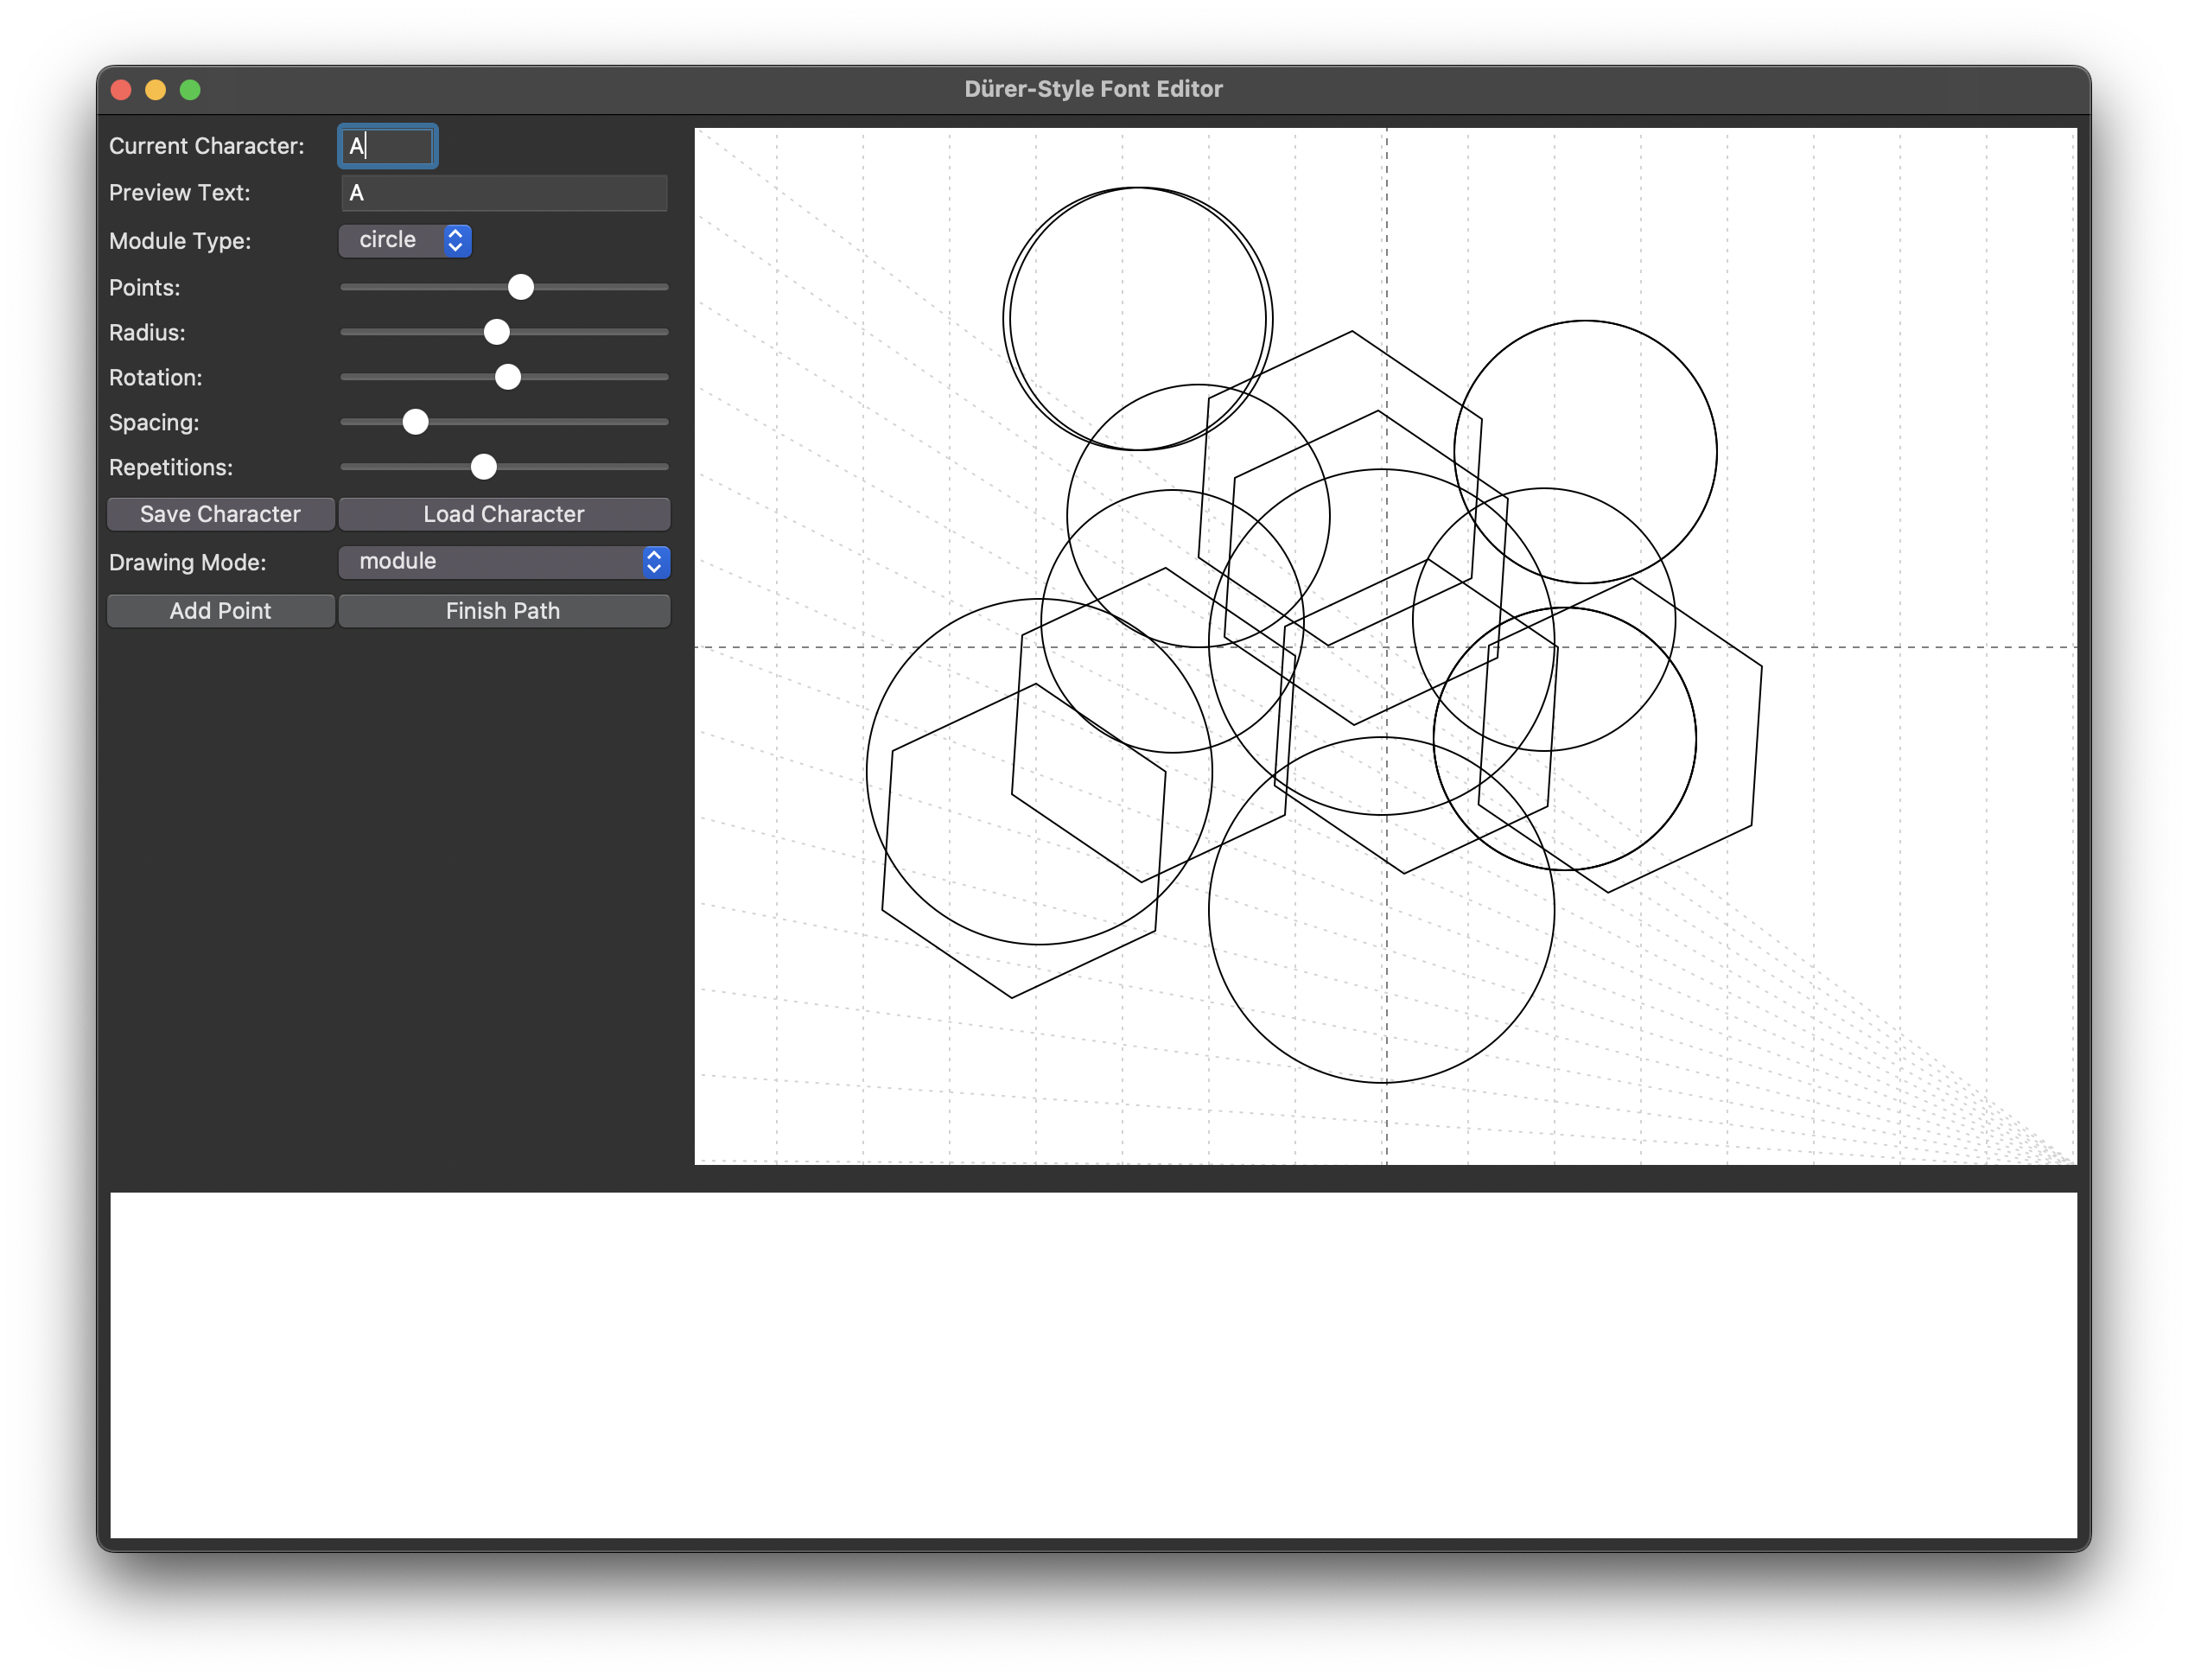 Dürer-Style Font Editor
Current Character: A
Preview Text: A
Module Type: circle
Points:
Radius:
Rotation:
Spacing:
Repetitions:
Save Character Load Character
Drawing Mode: module
Add Point Finish Path